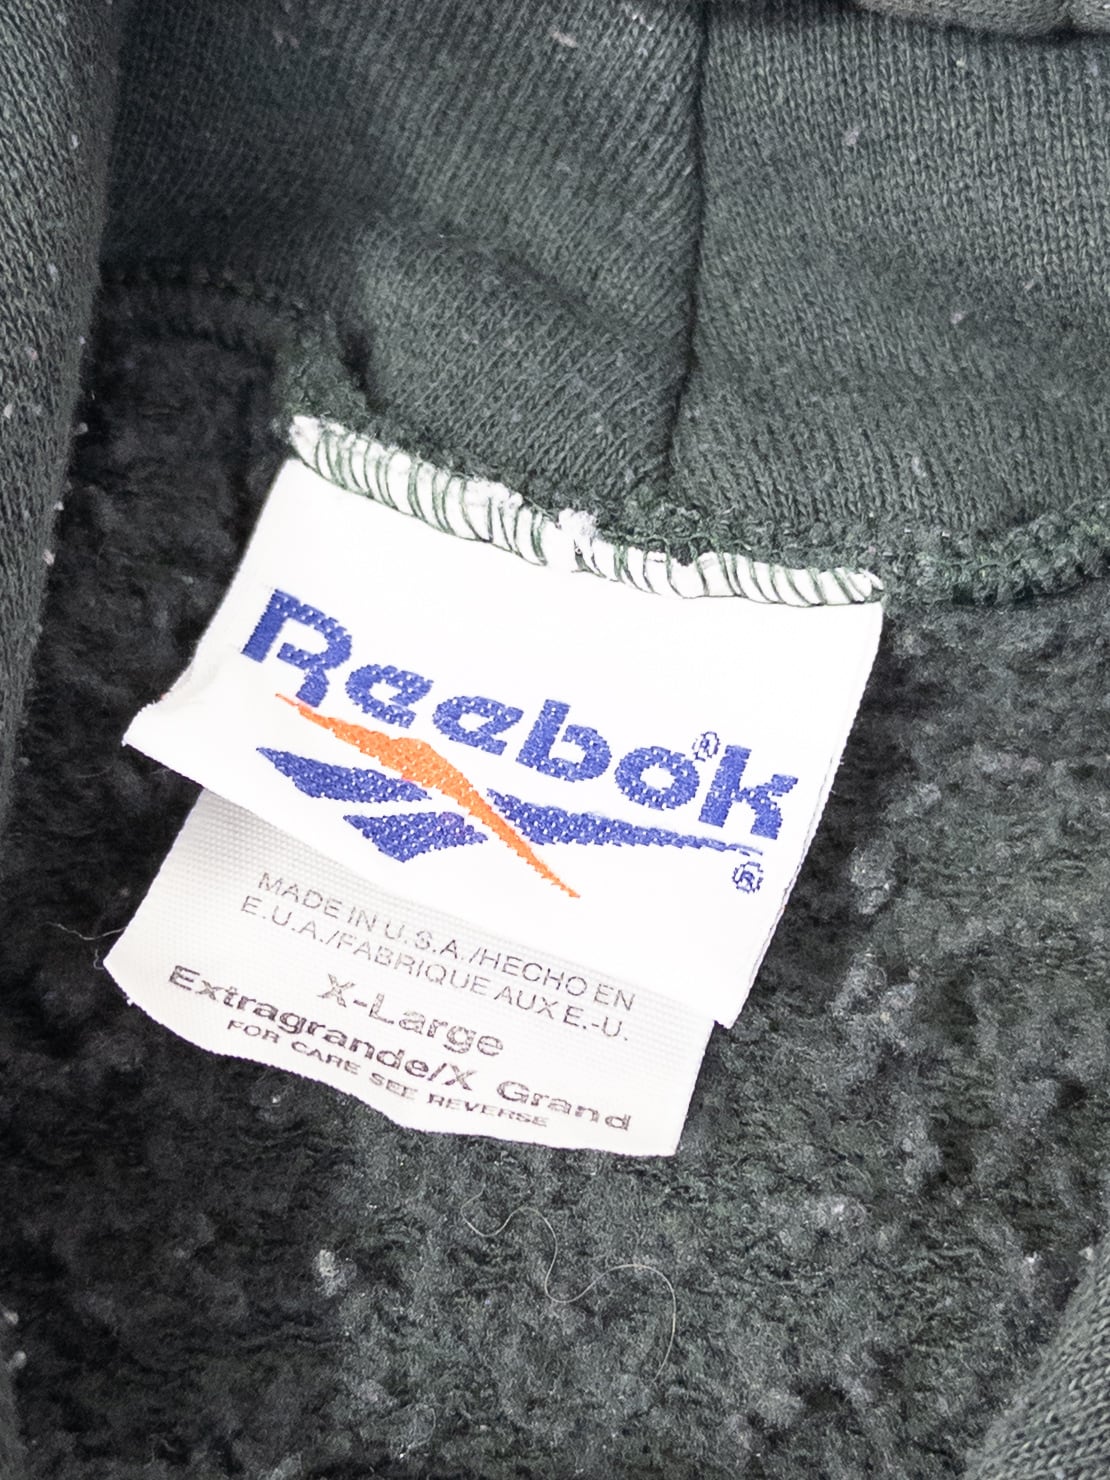 Reebok®
®
MADE IN U.S.A./HECHO EN
E.U.A./FABRIQUE AUX E.-U.
X-Large
Extragrande/X Grand
FOR CARE SEE REVERSE